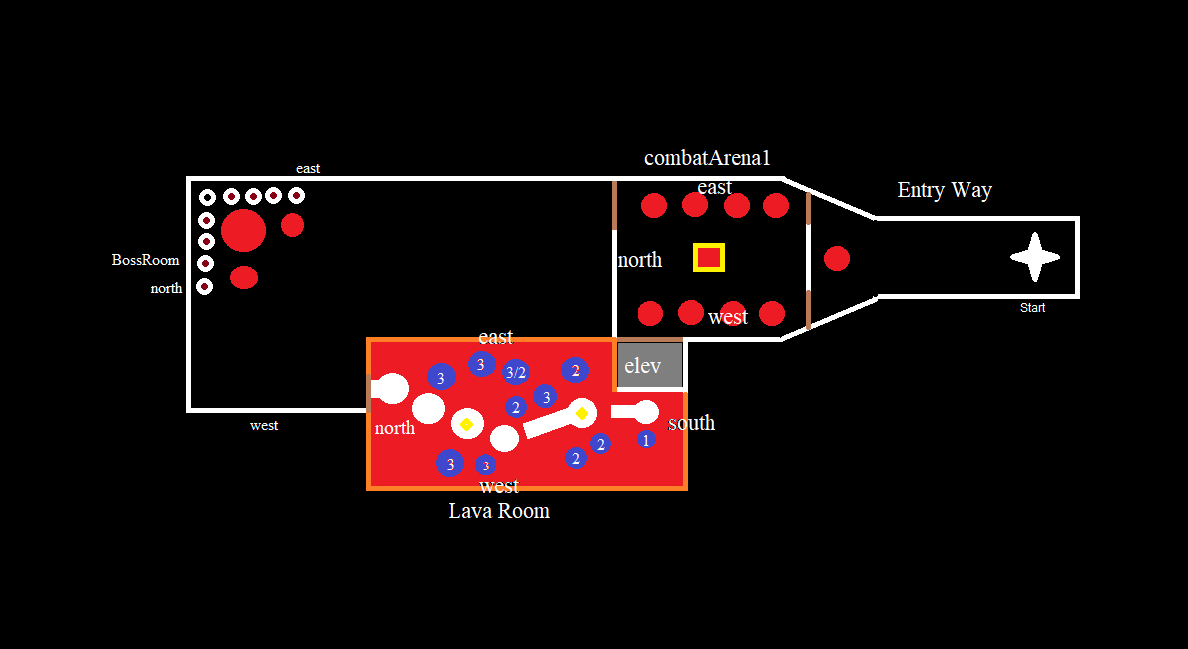 combatArena1
east
Entry Way
east
BossRoom
north
north
Start
west
east
elev
3
3
3/2
2
3
2
north
south
1
2
2
3
3
west
west
Lava Room